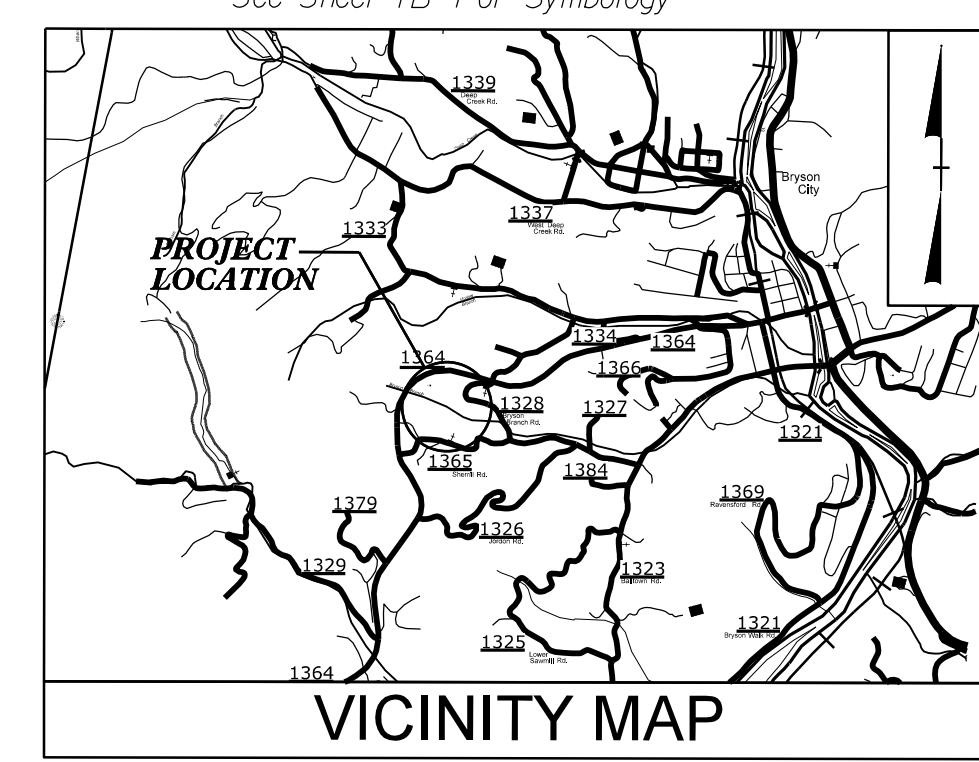 See Sheet 1B-1 For Symbology
1339
Deep
Creek Rd.
Bryson
City
1333
1337
West Deep
Creek Rd.
PROJECT
LOCATION
1334
1364
1364
1366
1328
Bryson
Branch Rd.
1327
1321
1365
Sherrill Rd.
1384
1379
1369
Ravensford Rd.
1326
Jordon Rd.
1329
1323
Balltown Rd.
1325
Lower
Sawmill Rd.
1321
Bryson Walk Rd.
1364
VICINITY MAP